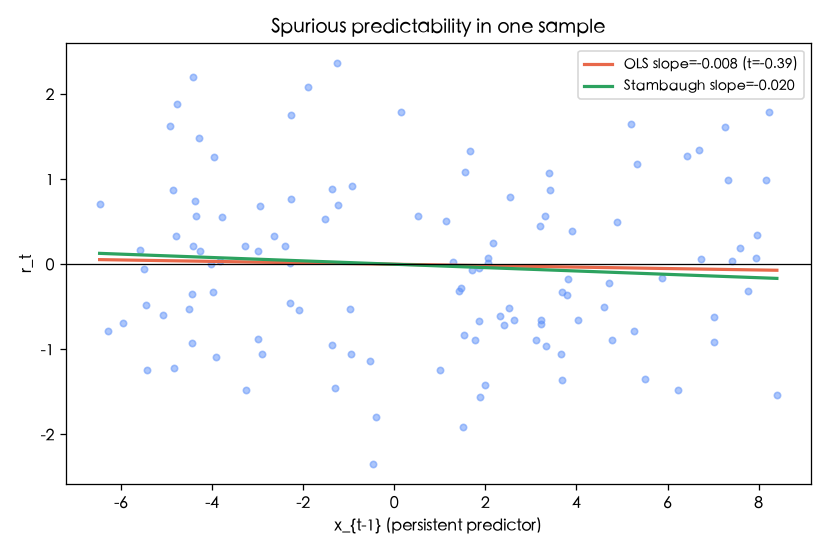 Spurious predictability in one sample
OLS slope=-0.008 (t=-0.39)
Stambaugh slope=-0.020
r_t
2
1
0
-1
-2
-6
-4
-2
0
2
4
6
8
x_{t-1} (persistent predictor)